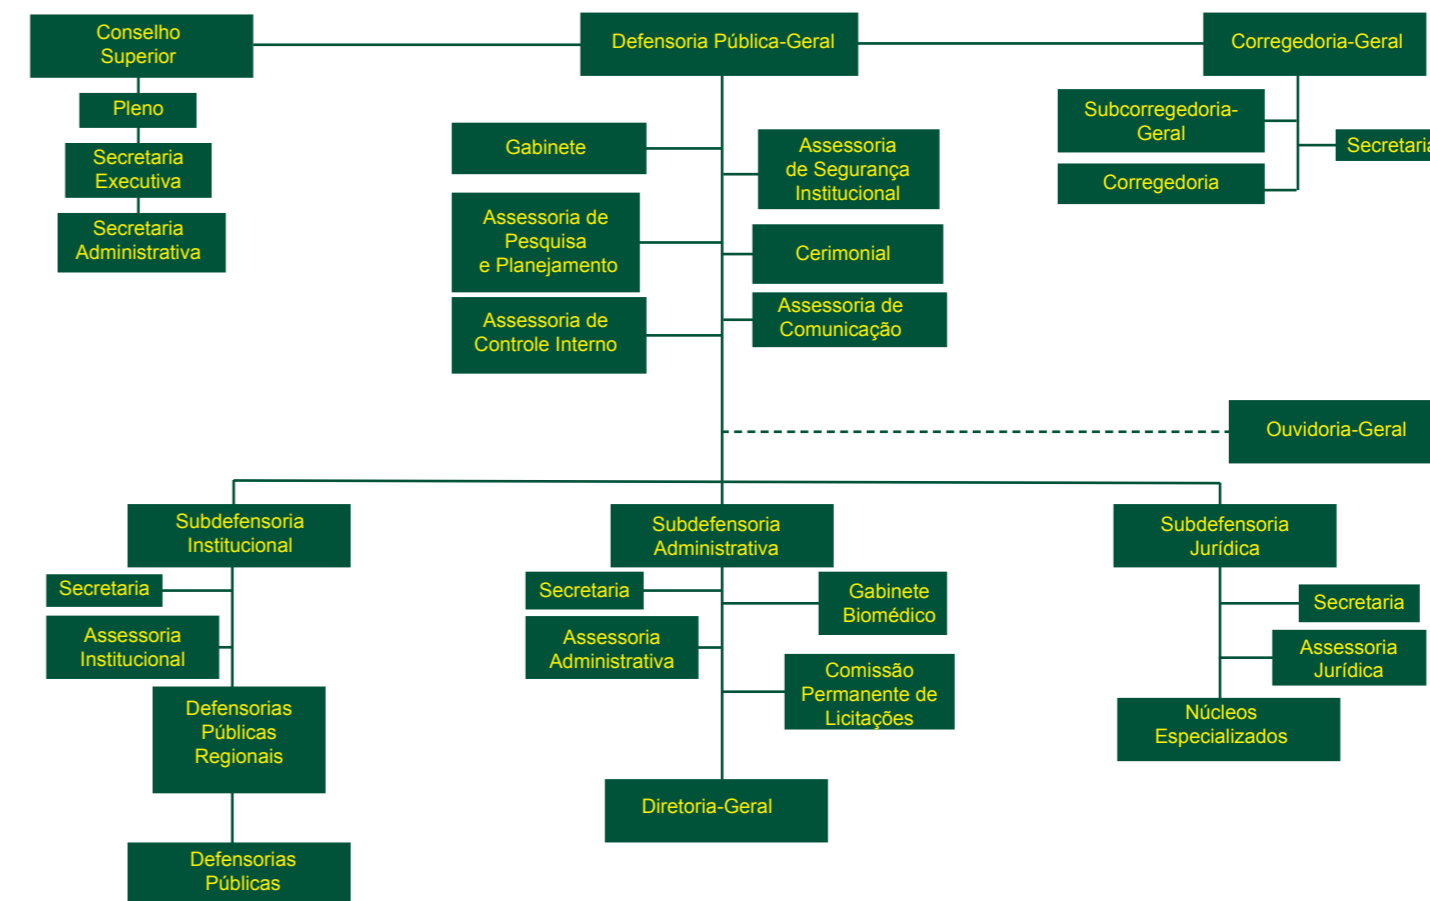 Conselho
Superior
Defensoria Pública-Geral
Corregedoria-Geral
Pleno
Secretaria
Executiva
Secretaria
Administrativa
Gabinete
Assessoria
de Segurança
Institucional
Assessoria de
Pesquisa
e Planejamento
Cerimonial
Assessoria de
Controle Interno
Assessoria de
Comunicação
Subcorregedoria-
Geral
Secretaria
Corregedoria
Ouvidoria-Geral
Subdefensoria
Institucional
Secretaria
Assessoria
Institucional
Defensorias
Públicas
Regionais
Defensorias
Públicas
Subdefensoria
Administrativa
Secretaria
Gabinete
Biomédico
Assessoria
Administrativa
Comissão
Permanente de
Licitações
Diretoria-Geral
Subdefensoria
Jurídica
Secretaria
Assessoria
Jurídica
Núcleos
Especializados